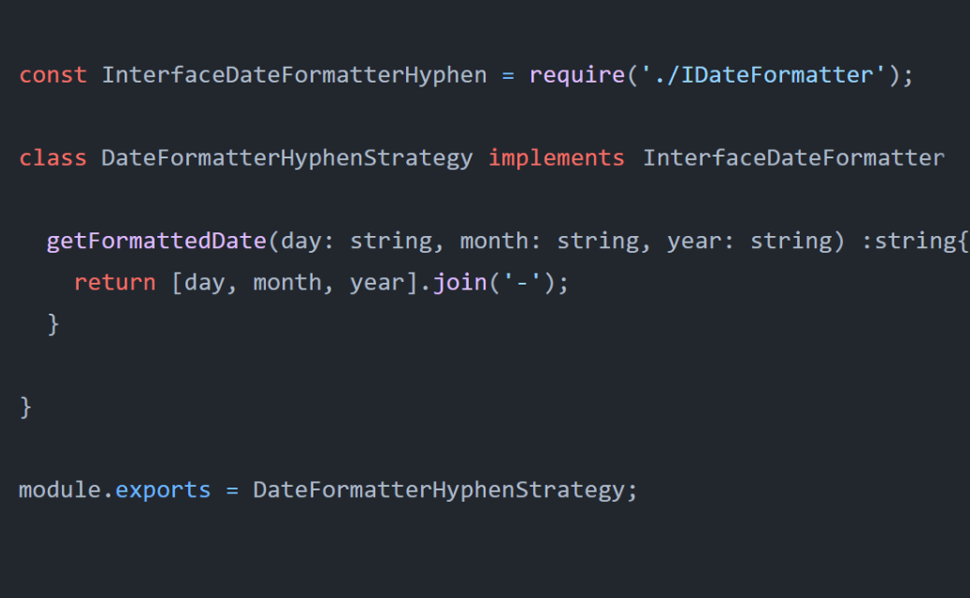 const InterfaceDateFormatterHyphen = require('./IDateFormatter');
class DateFormatterHyphenStrategy implements InterfaceDateFormatter
getFormattedDate(day: string, month: string, year: string) :string{
return [day, month, year].join('-');
}
}
module.exports = DateFormatterHyphenStrategy;